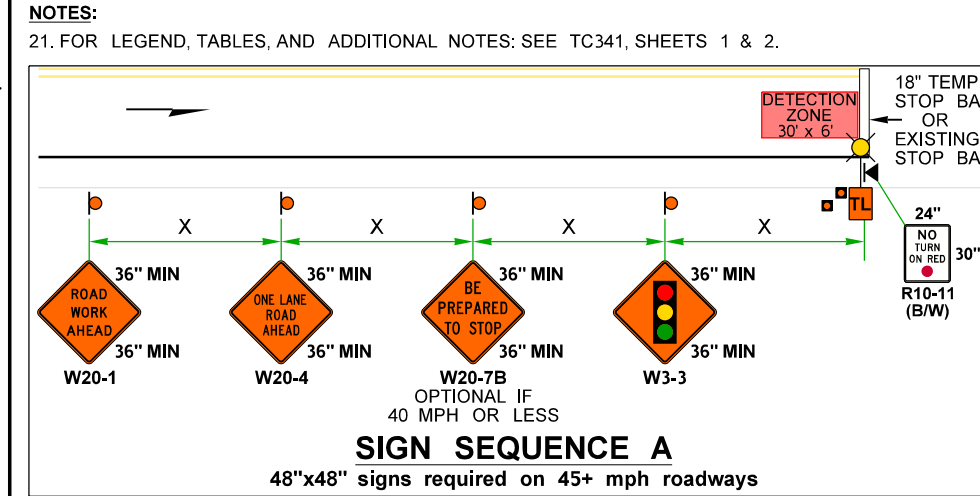 NOTES:
21. FOR LEGEND, TABLES, AND ADDITIONAL NOTES: SEE TC341, SHEETS 1 & 2.
DETECTION
ZONE
30' x 6'
18" TEMP
STOP BA
OR
EXISTING
STOP BA
TL
X
X
X
X
24"
NO
TURN
ON RED
30"
R10-11
(B/W)
ROAD
WORK
AHEAD
36" MIN
36" MIN
W20-1
ONE LANE
ROAD
AHEAD
36" MIN
36" MIN
W20-4
BE
PREPARED
TO STOP
36" MIN
36" MIN
W20-7B
OPTIONAL IF
40 MPH OR LESS
36" MIN
36" MIN
W3-3
SIGN SEQUENCE A
48"x48" signs required on 45+ mph roadways